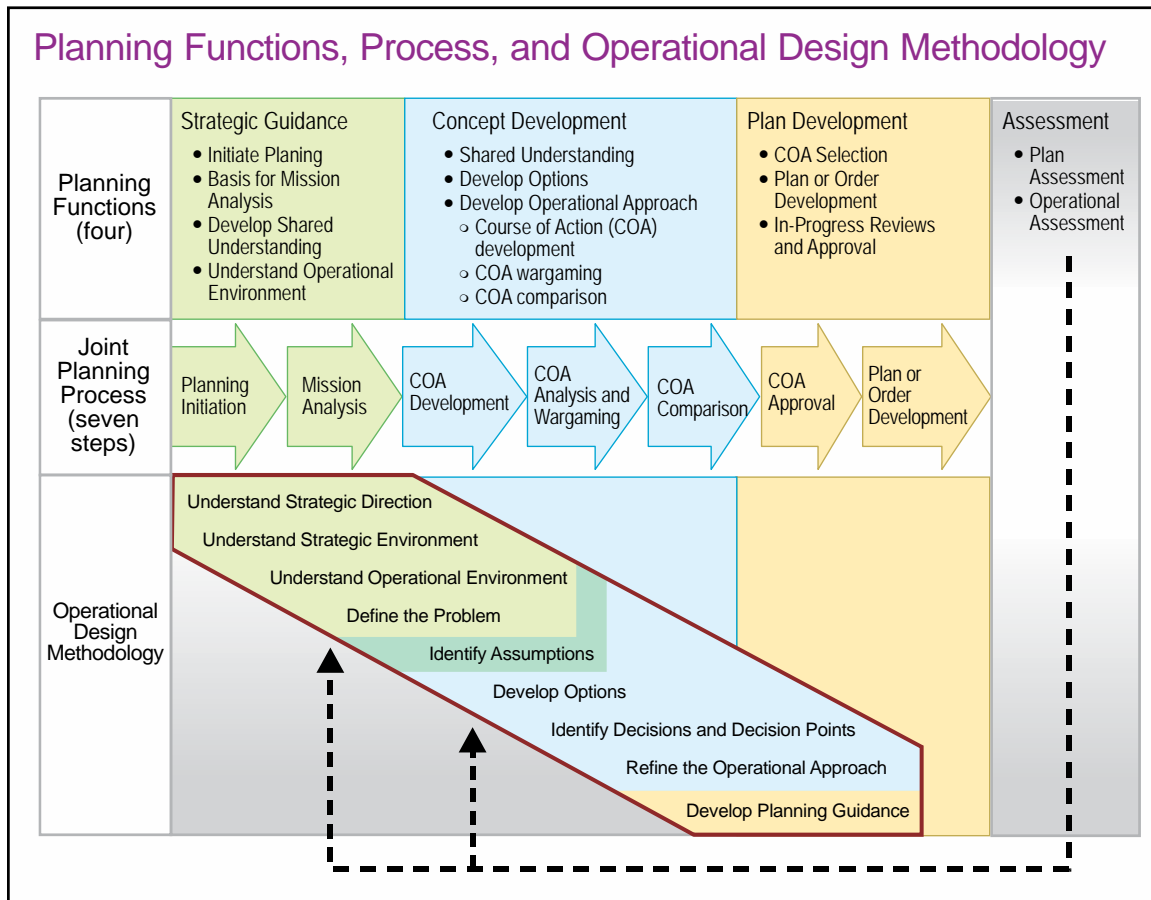 Planning Functions, Process, and Operational Design Methodology
Planning
Functions
(four)
Strategic Guidance
• Initiate Planing
• Basis for Mission
Analysis
• Develop Shared
Understanding
• Understand Operational
Environment
Concept Development
• Shared Understanding
• Develop Options
• Develop Operational Approach
○ Course of Action (COA)
development
○ COA wargaming
○ COA comparison
Plan Development
• COA Selection
• Plan or Order
Development
• In-Progress Reviews
and Approval
Assessment
• Plan
Assessment
• Operational
Assessment
Joint
Planning
Process
(seven
steps)
Planning
Initiation
Mission
Analysis
COA
Development
COA
Analysis and
Wargaming
COA
Comparison
COA
Approval
Plan or
Order
Development
Operational
Design
Methodology
Understand Strategic Direction
Understand Strategic Environment
Understand Operational Environment
Define the Problem
Identify Assumptions
Develop Options
Identify Decisions and Decision Points
Refine the Operational Approach
Develop Planning Guidance